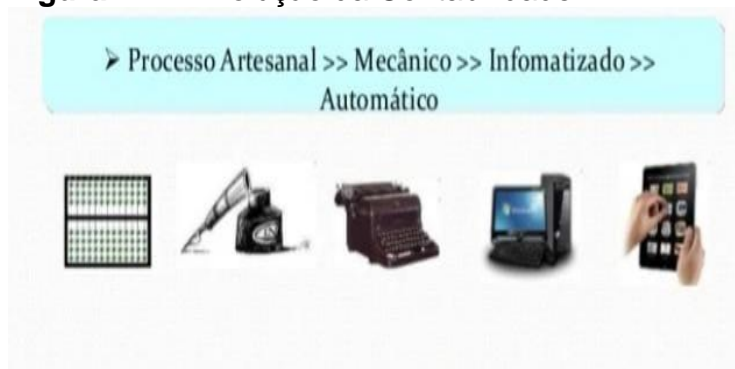 ➤ Processo Artesanal >> Mecânico >> Infomatizado >>
Automático